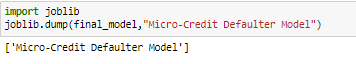 import joblib
joblib.dump(final_model,"Micro-Credit Defaulter Model")
['Micro-Credit Defaulter Model']